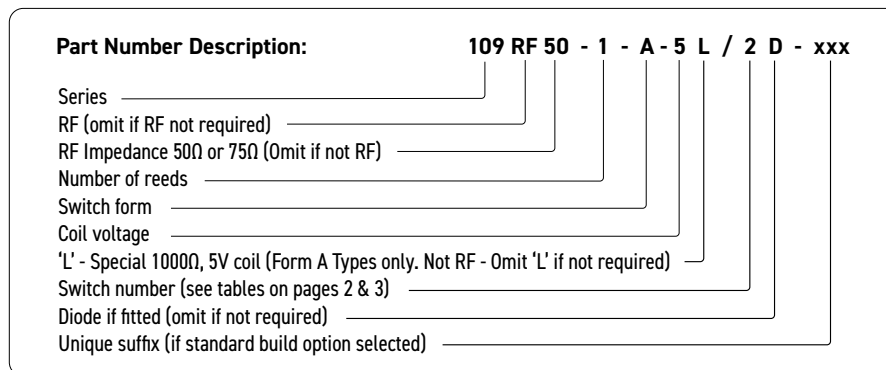 Part Number Description: 109 RF 50 - 1 - A - 5 L / 2 D - xxx
Series
RF (omit if RF not required)
RF Impedance 50Ω or 75Ω (Omit if not RF)
Number of reeds
Switch form
Coil voltage
‘L’ - Special 1000Ω, 5V coil (Form A Types only. Not RF - Omit ‘L’ if not required)
Switch number (see tables on pages 2 & 3)
Diode if fitted (omit if not required)
Unique suffix (if standard build option selected)